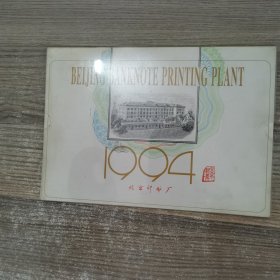 BEIJING BANKNOTE PRINTING PLANT
1994
北京印钞厂